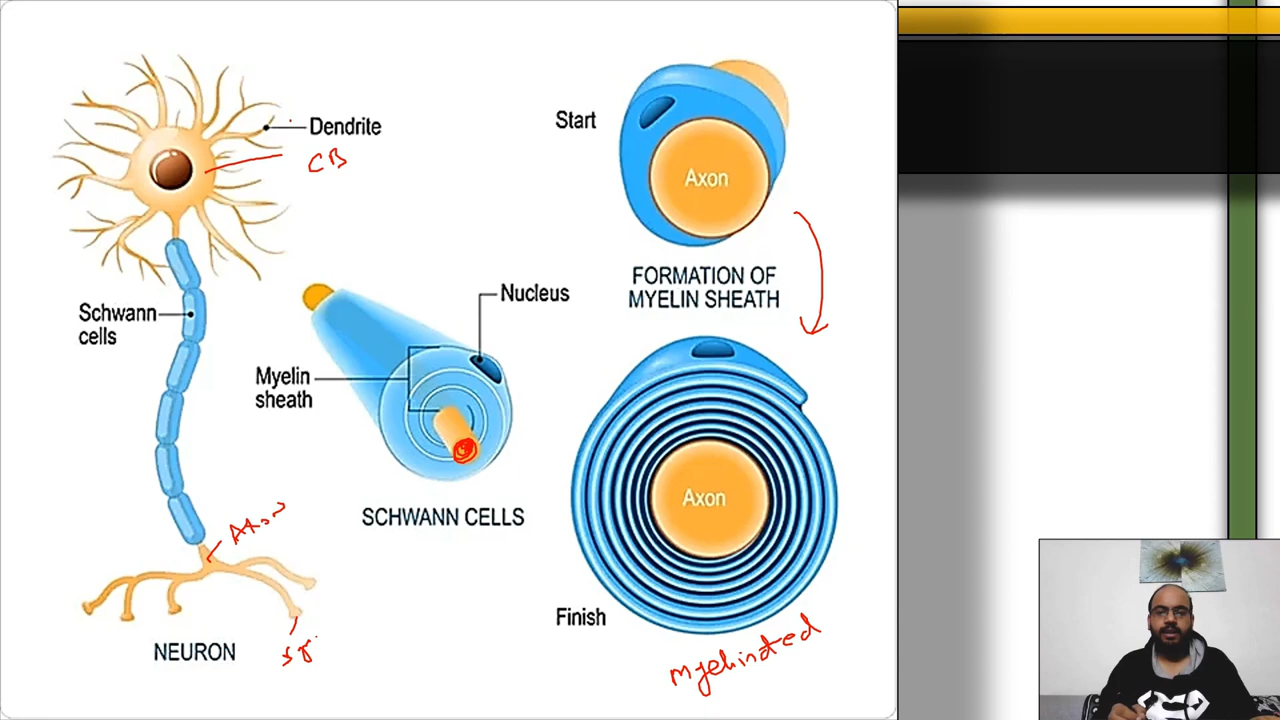 Dendrite
CB
Schwann
cells
Axon
NEURON
Nucleus
Myelin
sheath
SCHWANN CELLS
Start
Axon
FORMATION OF
MYELIN SHEATH
Axon
Finish
Myelinated